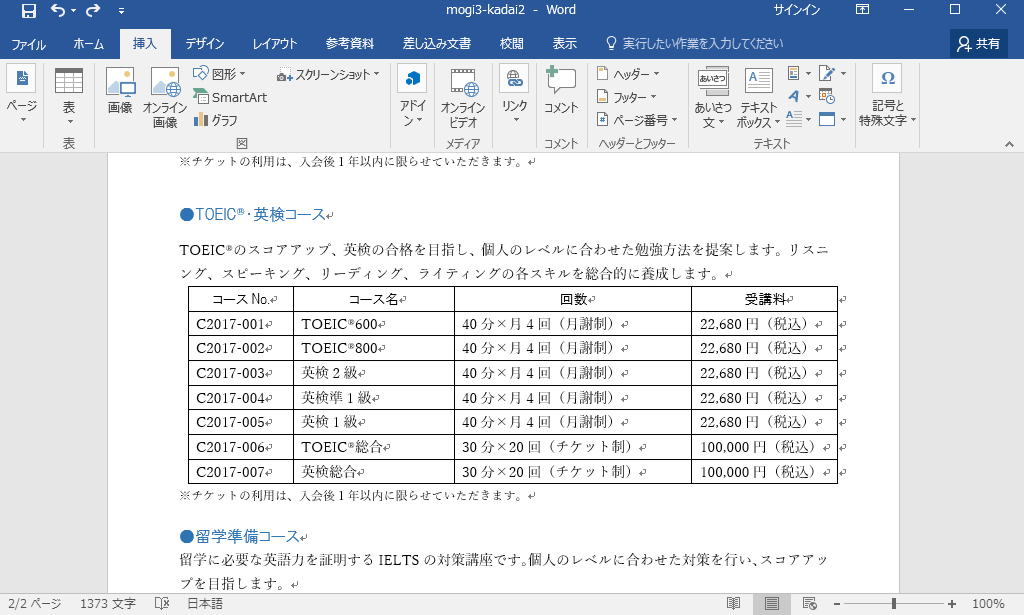 mogi3-kadai2 - Word
サインイン
ファイル ホーム 挿入 デザイン レイアウト 参考資料 差し込み文書 校閲 表示 実行したい作業を入力してください 共有
ページ
表
表
画像
オンライン
画像
図形
SmartArt
グラフ
スクリーンショット
図
アドイ
ン
オンライン
ビデオ
メディア
リンク
コメント
コメント
ヘッダー
フッター
ページ番号
ヘッダーとフッター
あいさつ
あいさつ
文
テキスト
ボックス
テキスト
記号と
特殊文字
※チケットの利用は、入会後1年以内に限らせていただきます。
●TOEIC®・英検コース
TOEIC®のスコアアップ、英検の合格を目指し、個人のレベルに合わせた勉強方法を提案します。リスニ
ング、スピーキング、リーディング、ライティングの各スキルを総合的に養成します。
コース No. コース名 回数 受講料
C2017-001 TOEIC®600 40 分×月 4 回（月謝制） 22,680 円（税込）
C2017-002 TOEIC®800 40 分×月 4 回（月謝制） 22,680 円（税込）
C2017-003 英検 2 級 40 分×月 4 回（月謝制） 22,680 円（税込）
C2017-004 英検準 1 級 40 分×月 4 回（月謝制） 22,680 円（税込）
C2017-005 英検 1 級 40 分×月 4 回（月謝制） 22,680 円（税込）
C2017-006 TOEIC®総合 30 分×20 回（チケット制） 100,000 円（税込）
C2017-007 英検総合 30 分×20 回（チケット制） 100,000 円（税込）
※チケットの利用は、入会後1年以内に限らせていただきます。
●留学準備コース
留学に必要な英語力を証明する IELTS の対策講座です。個人のレベルに合わせた対策を行い、スコアアッ
プを目指します。
2/2 ページ 1373 文字 日本語 100%